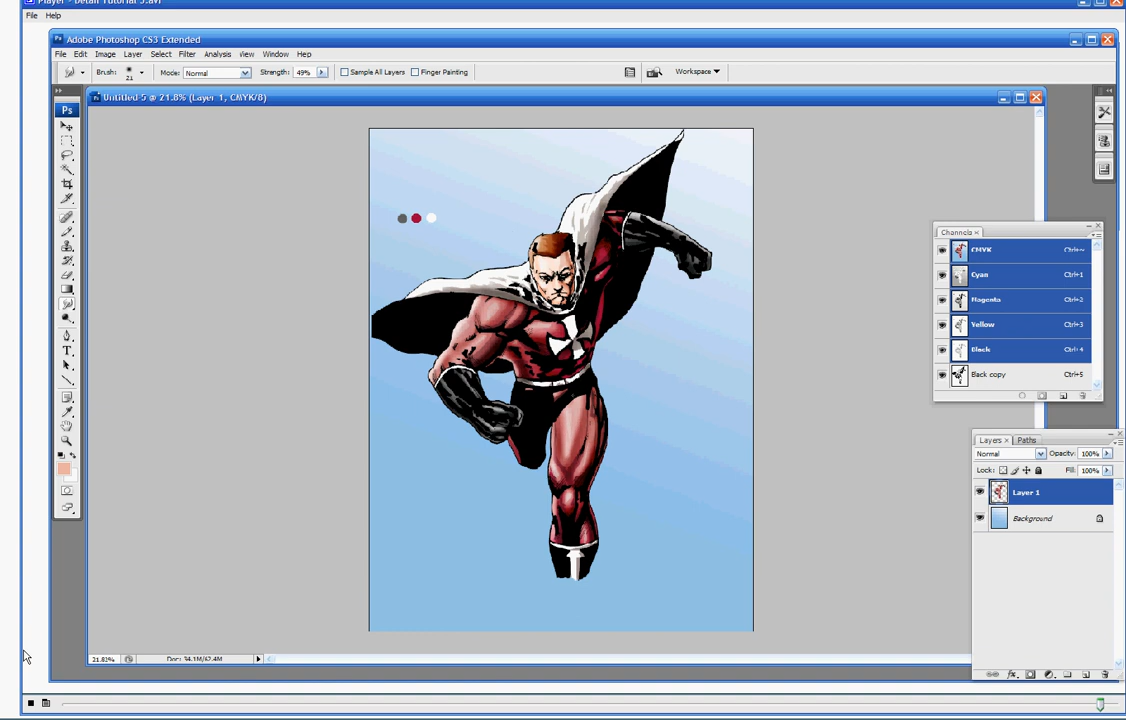 Player - Detail Tutorial 5.avi
File Help
Adobe Photoshop CS3 Extended
File Edit Image Layer Select Filter Analysis View Window Help
Brush: 21 Mode: Normal Strength: 49% Sample All Layers Finger Painting Workspace
Ps
Untitled-5 @ 21.8% (Layer 1, CMYK/8)
Channels
CMYK Ctrl+~
Cyan Ctrl+1
Magenta Ctrl+2
Yellow Ctrl+3
Black Ctrl+4
Back copy Ctrl+5
Layers Paths
Normal Opacity: 100%
Lock: Fill: 100%
Layer 1
Background
21.82% Doc: 34.1M/62.4M